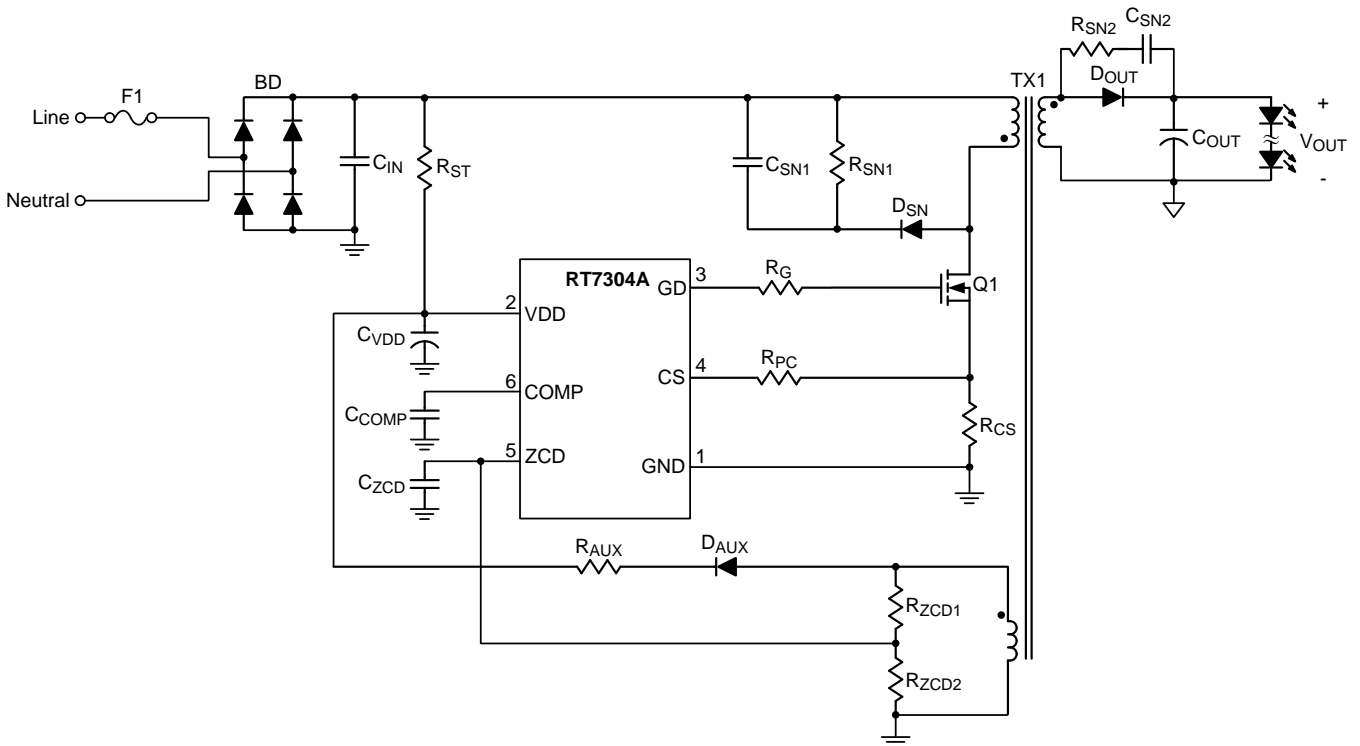 RSN2
CSN2
TX1
DOUT
BD
F1
Line
Neutral
CIN
RST
CSN1
RSN1
DSN
COUT
+
VOUT
-
RT7304A
3
GD
RG
Q1
2
VDD
CVDD
4
CS
RPC
6
COMP
CCOMP
RCS
5
ZCD
CZCD
1
GND
RAUX
DAUX
RZCD1
RZCD2